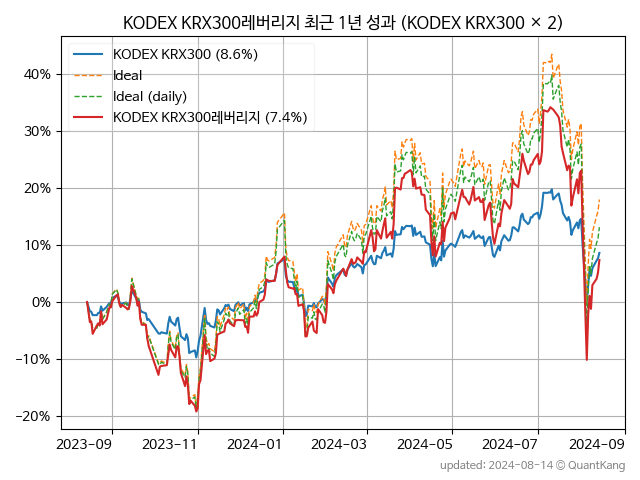 KODEX KRX300레버리지 최근 1년 성과 (KODEX KRX300 × 2)
KODEX KRX300 (8.6%)
Ideal
Ideal (daily)
KODEX KRX300레버리지 (7.4%)
40%
30%
20%
10%
0%
−10%
−20%
2023-09 2023-11 2024-01 2024-03 2024-05 2024-07 2024-09
updated: 2024-08-14 © QuantKang